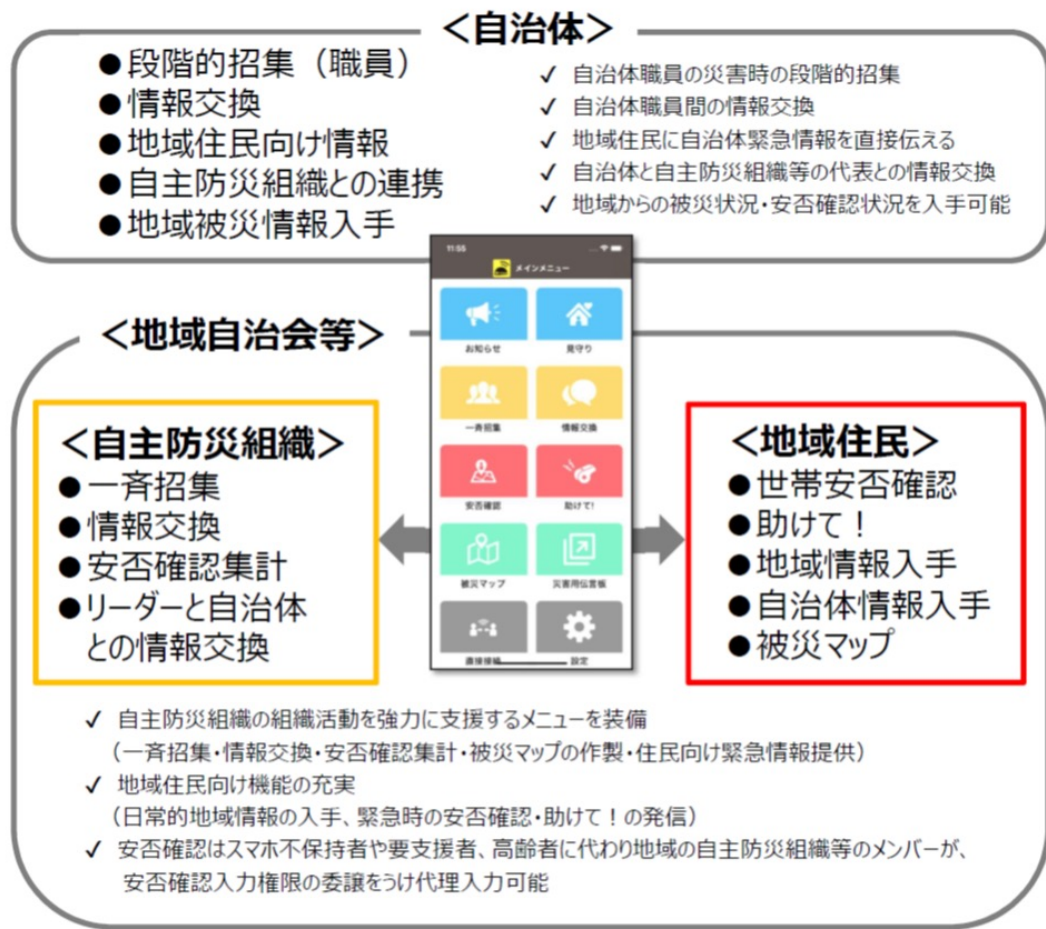 ＜自治体＞
●段階的招集（職員）
●情報交換
●地域住民向け情報
●自主防災組織との連携
●地域被災情報入手
✓ 自治体職員の災害時の段階的招集
✓ 自治体職員間の情報交換
✓ 地域住民に自治体緊急情報を直接伝える
✓ 自治体と自主防災組織等の代表との情報交換
✓ 地域からの被災状況・安否確認状況を入手可能
11:55
メインメニュー
お知らせ
見守り
一斉招集
情報交換
安否確認
助けて!
被災マップ
災害用伝言板
直接接続
設定
＜地域自治会等＞
＜自主防災組織＞
●一斉招集
●情報交換
●安否確認集計
●リーダーと自治体
との情報交換
＜地域住民＞
●世帯安否確認
●助けて！
●地域情報入手
●自治体情報入手
●被災マップ
✓ 自主防災組織の組織活動を強力に支援するメニューを装備
（一斉招集・情報交換・安否確認集計・被災マップの作製・住民向け緊急情報提供）
✓ 地域住民向け機能の充実
（日常的地域情報の入手、緊急時の安否確認・助けて！の発信）
✓ 安否確認はスマホ不保持者や要支援者、高齢者に代わり地域の自主防災組織等のメンバーが、
安否確認入力権限の委譲をうけ代理入力可能